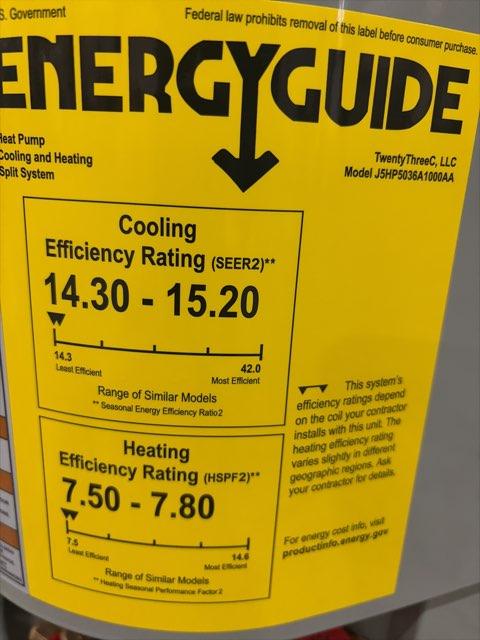 S. Government
Federal law prohibits removal of this label before consumer purchase.
ENERGYGUIDE
Heat Pump
Cooling and Heating
Split System
TwentyThreeC, LLC
Model J5HP5036A1000AA
Cooling
Efficiency Rating (SEER2)**
14.30 - 15.20
14.3
Least Efficient
42.0
Most Efficient
Range of Similar Models
** Seasonal Energy Efficiency Ratio2
Heating
Efficiency Rating (HSPF2)**
7.50 - 7.80
7.5
Least Efficient
14.6
Most Efficient
Range of Similar Models
** Heating Seasonal Performance Factor2
This system's
efficiency ratings depend
on the coil your contractor
installs with this unit. The
heating efficiency rating
varies slightly in different
geographic regions. Ask
your contractor for details.
For energy cost info, visit
productinfo.energy.gov